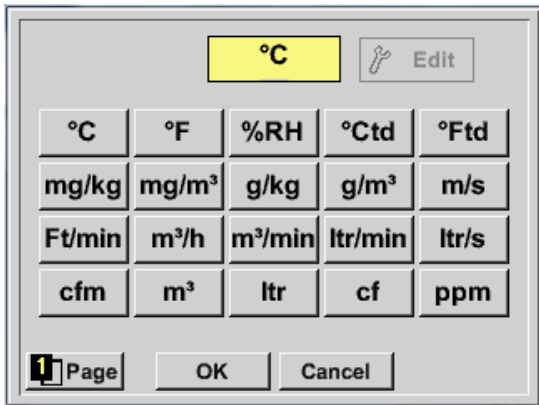 °C Edit
°C °F %RH °Ctd °Ftd
mg/kg mg/m³ g/kg g/m³ m/s
Ft/min m³/h m³/min ltr/min ltr/s
cfm m³ ltr cf ppm
1 Page OK Cancel